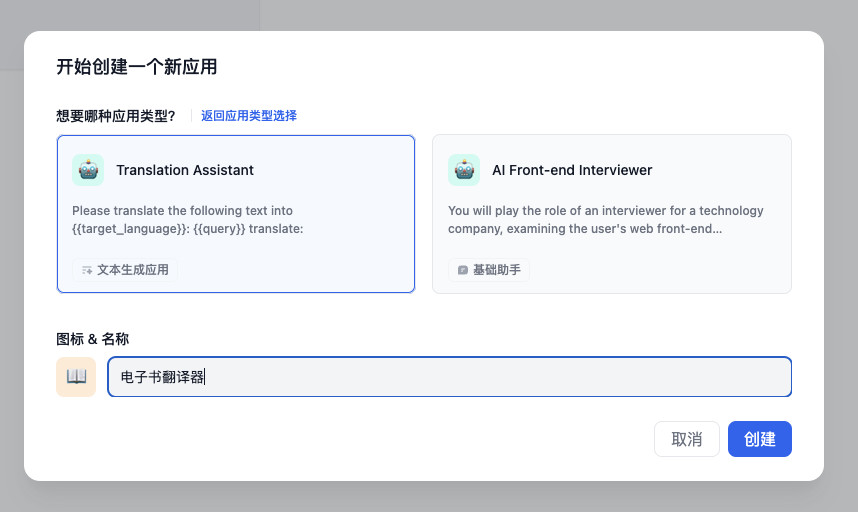 开始创建一个新应用
想要哪种应用类型? 返回应用类型选择
Translation Assistant
Please translate the following text into
{{target_language}}: {{query}} translate:
文本生成应用
AI Front-end Interviewer
You will play the role of an interviewer for a technology
company, examining the user's web front-end...
基础助手
图标 & 名称
电子书翻译器
取消 创建